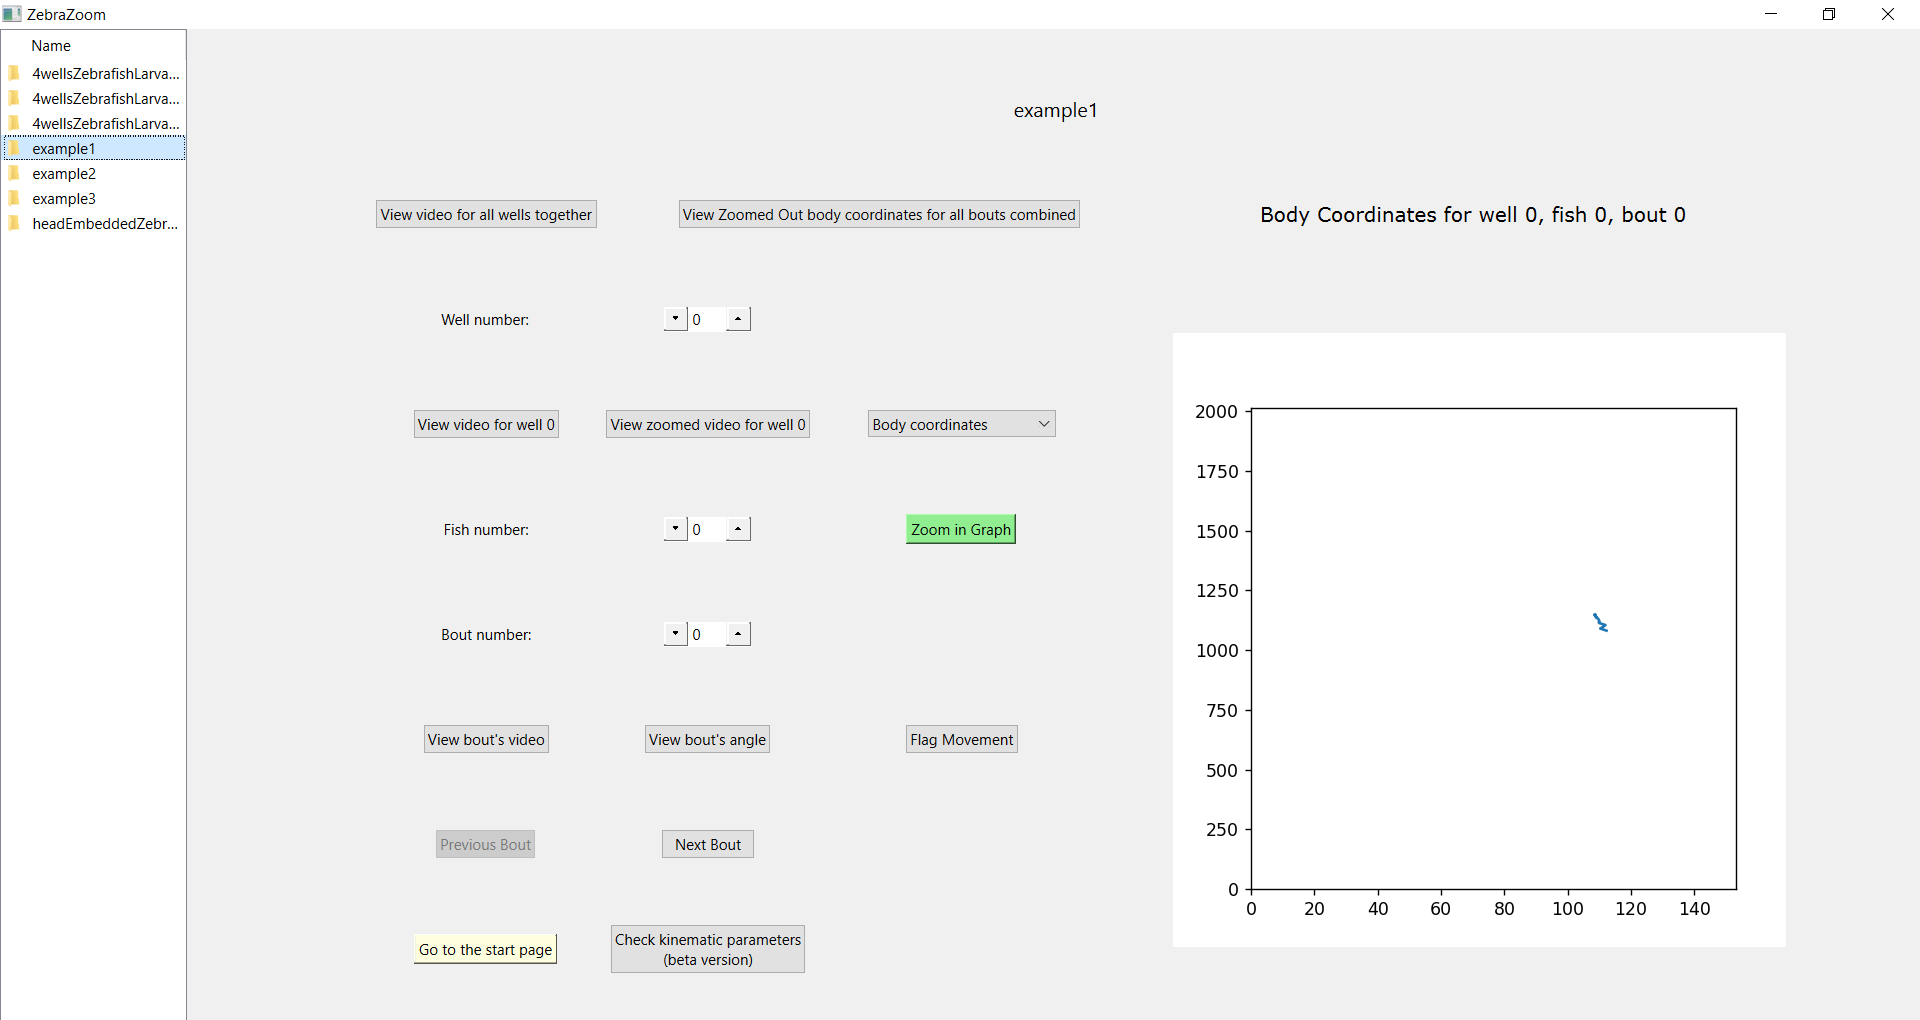 ZebraZoom
Name
4wellsZebrafishLarva...
4wellsZebrafishLarva...
4wellsZebrafishLarva...
example1
example2
example3
headEmbeddedZebr...
example1
View video for all wells together
View Zoomed Out body coordinates for all bouts combined
Well number:
0
View video for well 0
View zoomed video for well 0
Body coordinates
Fish number:
0
Zoom in Graph
Bout number:
0
View bout's video
View bout's angle
Flag Movement
Previous Bout
Next Bout
Go to the start page
Check kinematic parameters
(beta version)
Body Coordinates for well 0, fish 0, bout 0
2000
1750
1500
1250
1000
750
500
250
0
0 20 40 60 80 100 120 140